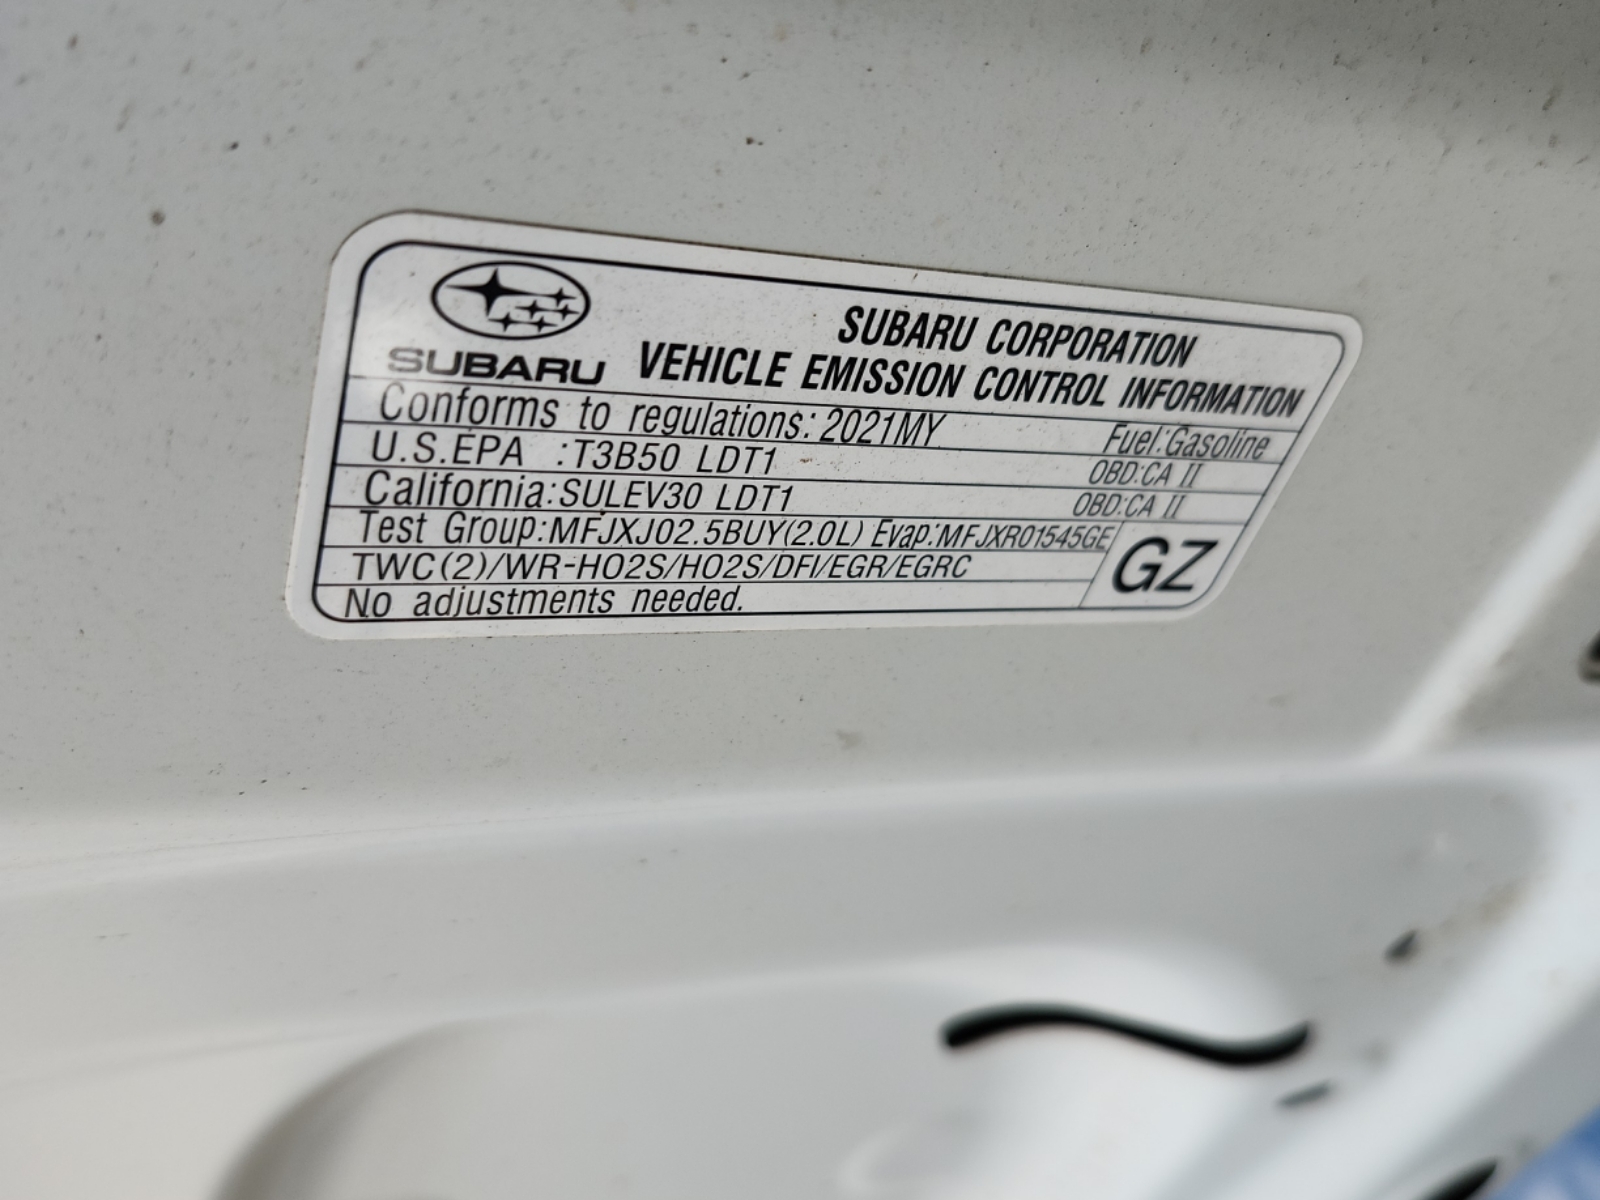 SUBARU CORPORATION
SUBARU VEHICLE EMISSION CONTROL INFORMATION
Conforms to regulations: 2021MY Fuel:Gasoline
U.S.EPA :T3B50 LDT1 OBD:CA II
California:SULEV30 LDT1 OBD:CA II
Test Group:MFJXJ02.5BUY(2.0L) Evap:MFJXR01545GE
TWC(2)/WR-HO2S/HO2S/DFI/EGR/EGRC
GZ
No adjustments needed.